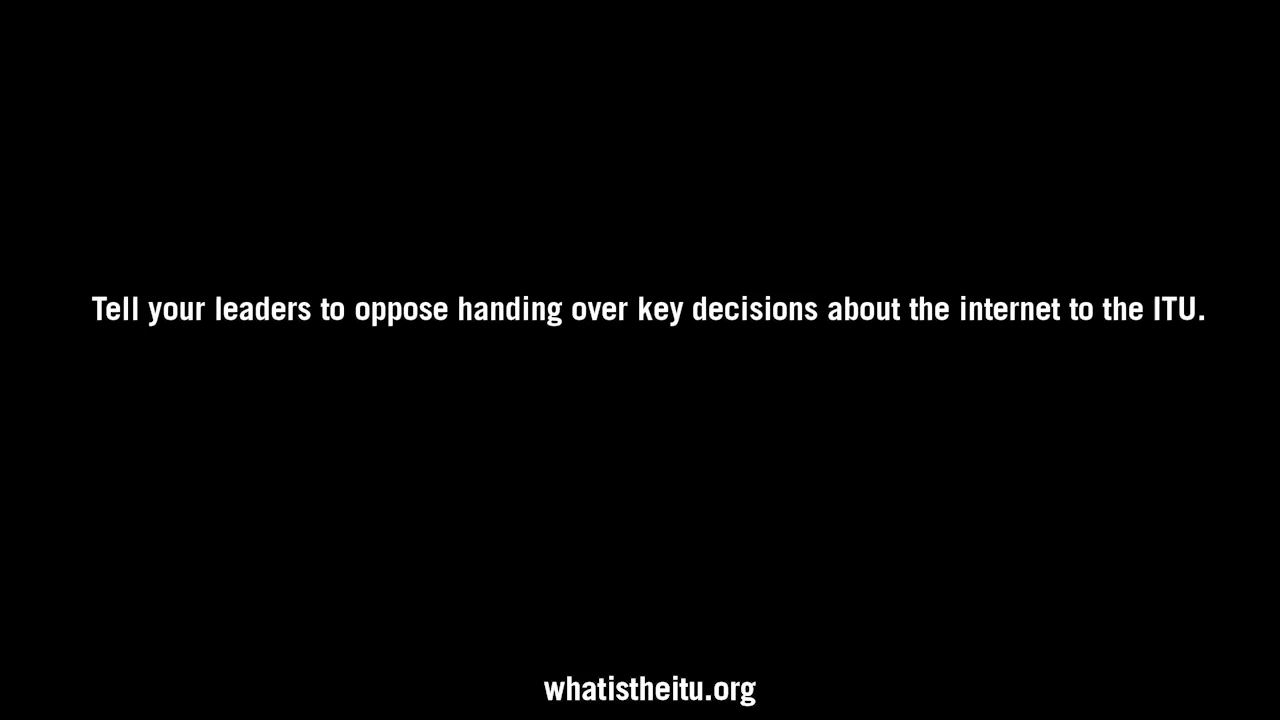 Tell your leaders to oppose handing over key decisions about the internet to the ITU.
whatistheitu.org